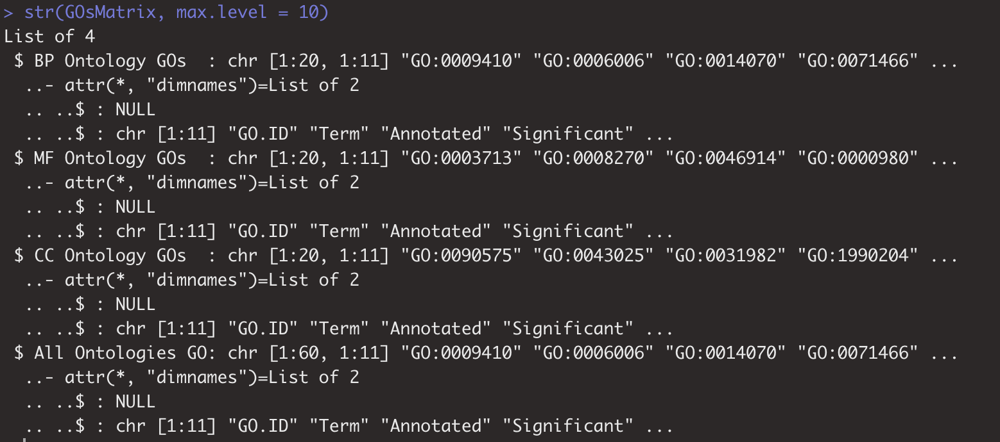 > str(GOsMatrix, max.level = 10)
List of 4
 $ BP Ontology GOs  : chr [1:20, 1:11] "GO:0009410" "GO:0006006" "GO:0014070" "GO:0071466" ...
  ..- attr(*, "dimnames")=List of 2
  .. ..$ : NULL
  .. ..$ : chr [1:11] "GO.ID" "Term" "Annotated" "Significant" ...
 $ MF Ontology GOs  : chr [1:20, 1:11] "GO:0003713" "GO:0008270" "GO:0046914" "GO:0000980" ...
  ..- attr(*, "dimnames")=List of 2
  .. ..$ : NULL
  .. ..$ : chr [1:11] "GO.ID" "Term" "Annotated" "Significant" ...
 $ CC Ontology GOs  : chr [1:20, 1:11] "GO:0090575" "GO:0043025" "GO:0031982" "GO:1990204" ...
  ..- attr(*, "dimnames")=List of 2
  .. ..$ : NULL
  .. ..$ : chr [1:11] "GO.ID" "Term" "Annotated" "Significant" ...
 $ All Ontologies GO: chr [1:60, 1:11] "GO:0009410" "GO:0006006" "GO:0014070" "GO:0071466" ...
  ..- attr(*, "dimnames")=List of 2
  .. ..$ : NULL
  .. ..$ : chr [1:11] "GO.ID" "Term" "Annotated" "Significant" ...